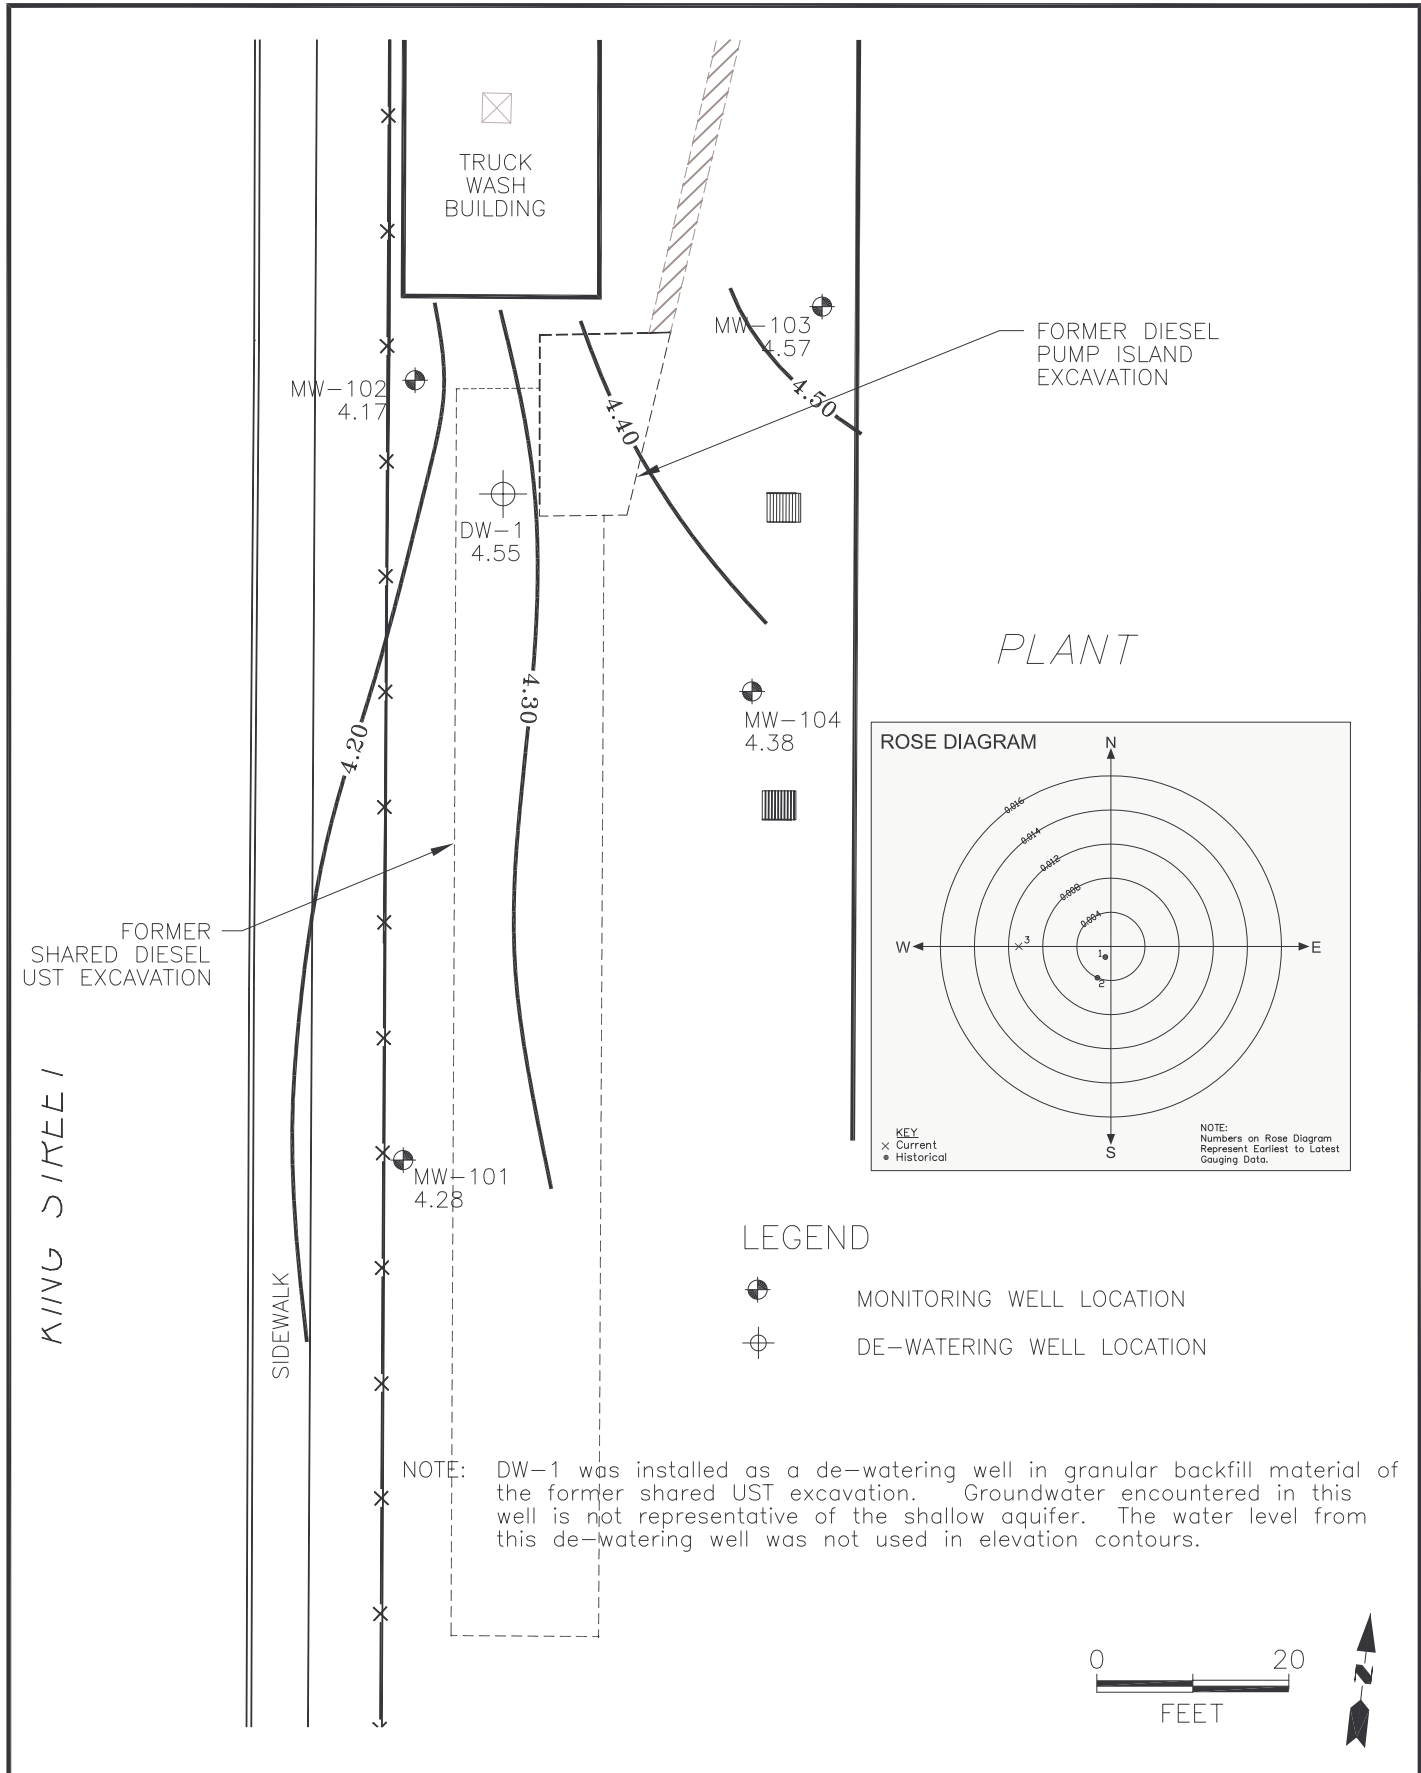 TRUCK
WASH
BUILDING
MW-103
4.57
FORMER DIESEL
PUMP ISLAND
EXCAVATION
MW-102
4.17
4.50
4.40
DW-1
4.55
PLANT
4.30
MW-104
4.38
4.20
ROSE DIAGRAM
N
0.016
0.014
0.012
0.008
0.004
W
3
E
1
2
S
KEY
× Current
• Historical
NOTE:
Numbers on Rose Diagram
Represent Earliest to Latest
Gauging Data.
FORMER
SHARED DIESEL
UST EXCAVATION
KING STREET
MW-101
4.28
SIDEWALK
LEGEND
MONITORING WELL LOCATION
DE-WATERING WELL LOCATION
NOTE: DW-1 was installed as a de-watering well in granular backfill material of
the former shared UST excavation. Groundwater encountered in this
well is not representative of the shallow aquifer. The water level from
this de-watering well was not used in elevation contours.
0 20
FEET
N